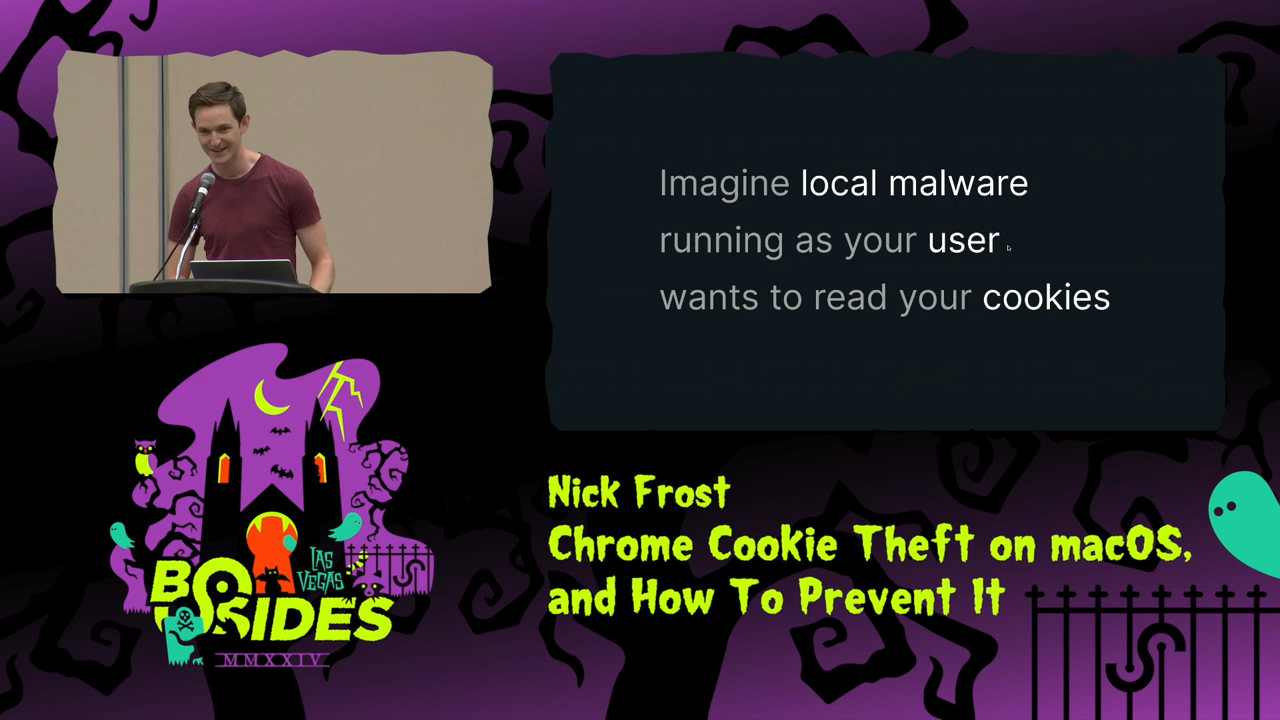 Imagine local malware
running as your user
wants to read your cookies
Nick Frost
Chrome Cookie Theft on macOS,
and How To Prevent It
LAS
VEGAS
BSIDES
MMXXIV